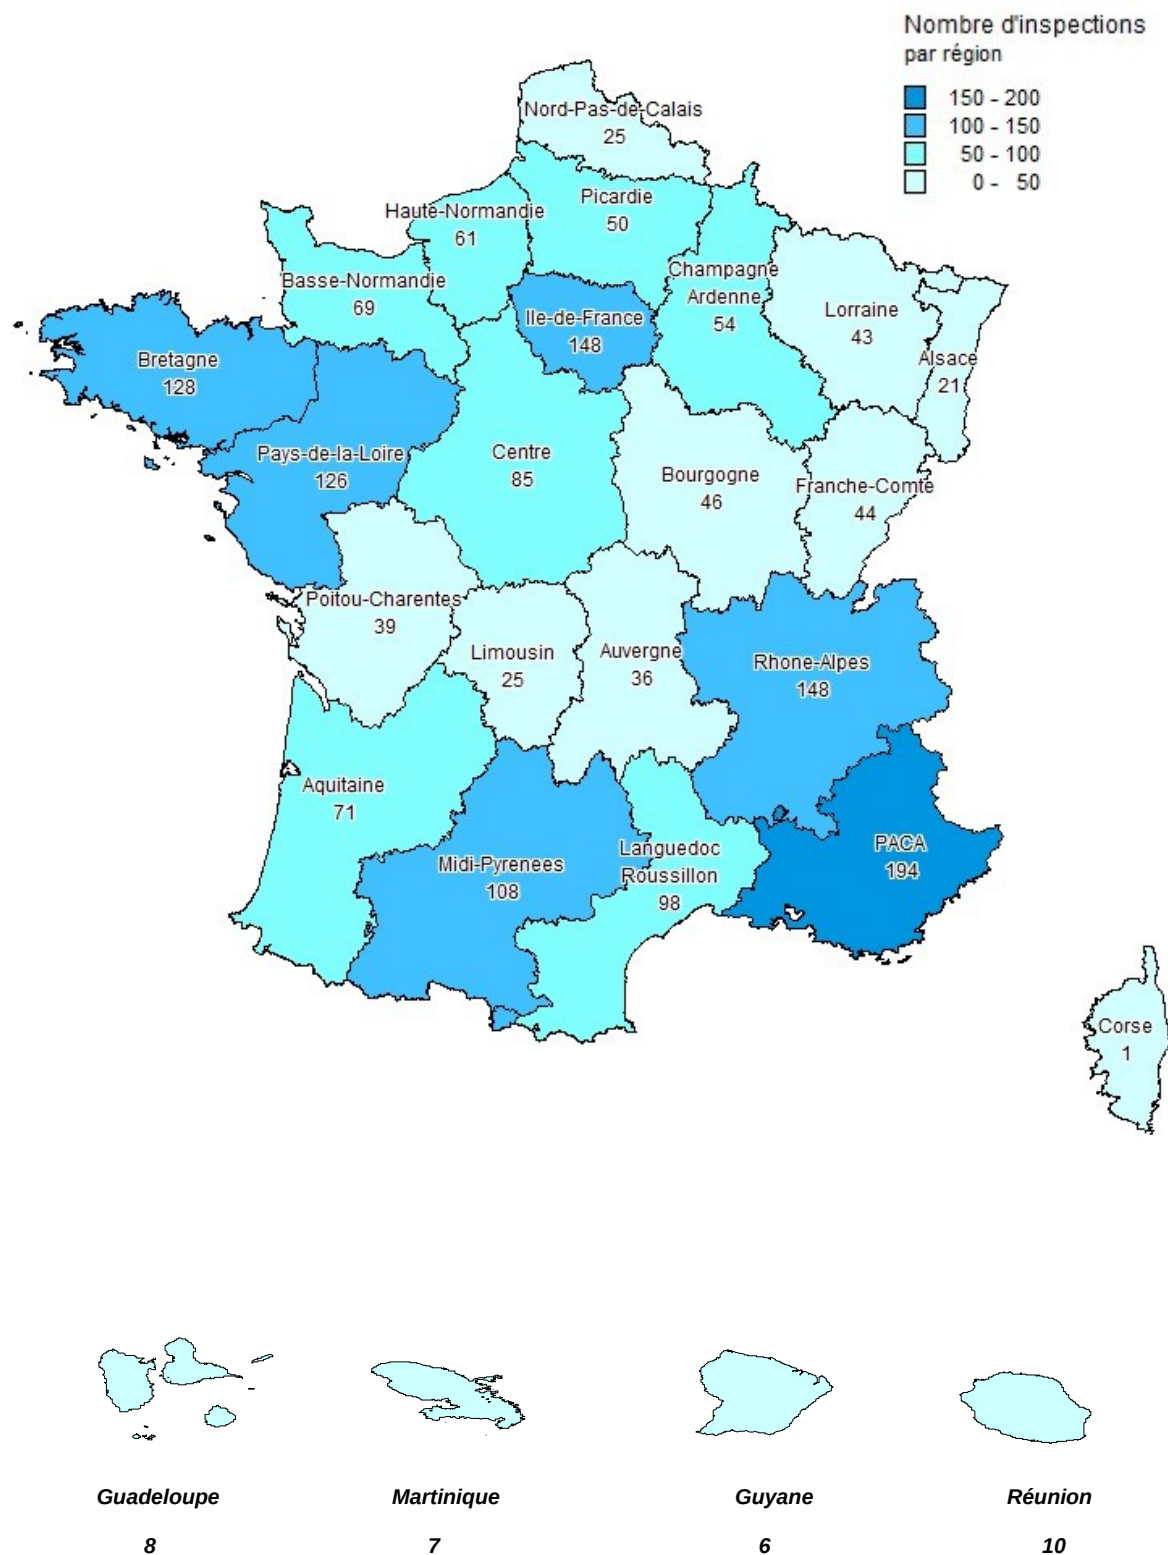 Nombre d'inspections
par région
150 - 200
100 - 150
50 - 100
0 - 50
Nord-Pas-de-Calais
25
Picardie
50
Haute-Normandie
61
Champagne
Ardenne
54
Basse-Normandie
69
Ile-de-France
148
Lorraine
43
Alsace
21
Bretagne
128
Pays-de-la-Loire
126
Centre
85
Bourgogne
46
Franche-Comte
44
Poitou-Charentes
39
Limousin
25
Auvergne
36
Rhone-Alpes
148
Aquitaine
71
Midi-Pyrenees
108
Languedoc
Roussillon
98
PACA
194
Corse
1
Guadeloupe Martinique Guyane Réunion
8 7 6 10